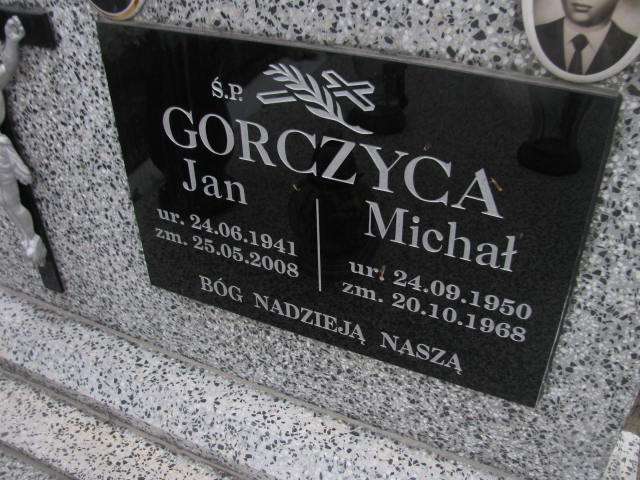 Ś.P.
GORCZYCA
Jan
ur. 24.06.1941
zm. 25.05.2008
Michał
ur. 24.09.1950
zm. 20.10.1968
BÓG NADZIEJĄ NASZĄ